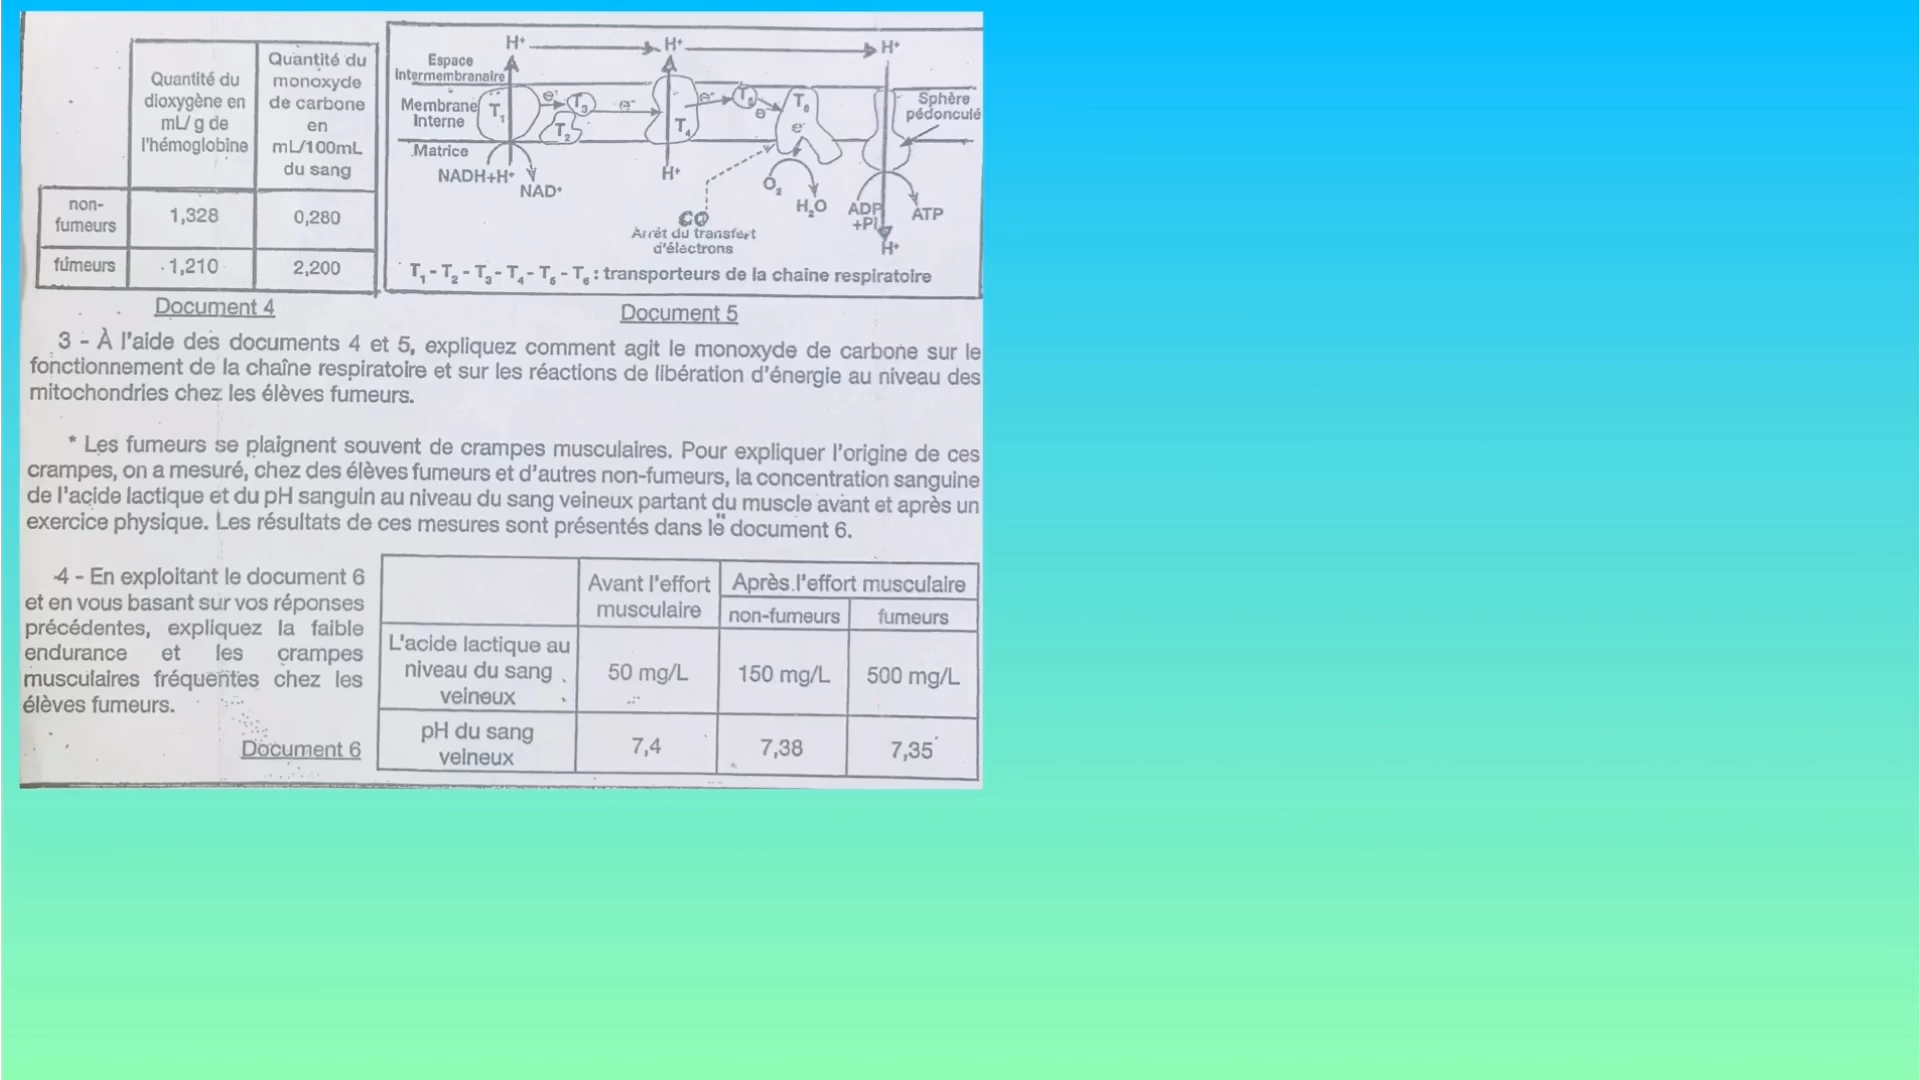 Quantité du
dioxygène en
mL/ g de
l'hémoglobine
Quantité du
monoxyde
de carbone
en
mL/100mL
du sang
non-
fumeurs
1,328
0,280
fumeurs
1,210
2,200
Document 4
H⁺
H⁺
H⁺
Espace
Intermembranaire
Membrane
Interne
Matrice
T₁
e⁻
T₃
T₂
e⁻
T₄
e⁻
T₅
e⁻
T₆
e⁻
Sphère
pédonculé
NADH+H⁺
NAD⁺
H⁺
O₂
H₂O
ADP
+Pi
ATP
H⁺
CO
Arrêt du transfert
d'électrons
T₁ - T₂ - T₃ - T₄ - T₅ - T₆ : transporteurs de la chaîne respiratoire
Document 5
3 - À l'aide des documents 4 et 5, expliquez comment agit le monoxyde de carbone sur le
fonctionnement de la chaîne respiratoire et sur les réactions de libération d'énergie au niveau des
mitochondries chez les élèves fumeurs.
* Les fumeurs se plaignent souvent de crampes musculaires. Pour expliquer l'origine de ces
crampes, on a mesuré, chez des élèves fumeurs et d'autres non-fumeurs, la concentration sanguine
de l'acide lactique et du pH sanguin au niveau du sang veineux partant du muscle avant et après un
exercice physique. Les résultats de ces mesures sont présentés dans le document 6.
4 - En exploitant le document 6
et en vous basant sur vos réponses
précédentes, expliquez la faible
endurance et les crampes
musculaires fréquentes chez les
élèves fumeurs.
Document 6
Avant l'effort
musculaire
Après l'effort musculaire
non-fumeurs
fumeurs
L'acide lactique au
niveau du sang
veineux
50 mg/L
150 mg/L
500 mg/L
pH du sang
veineux
7,4
7,38
7,35